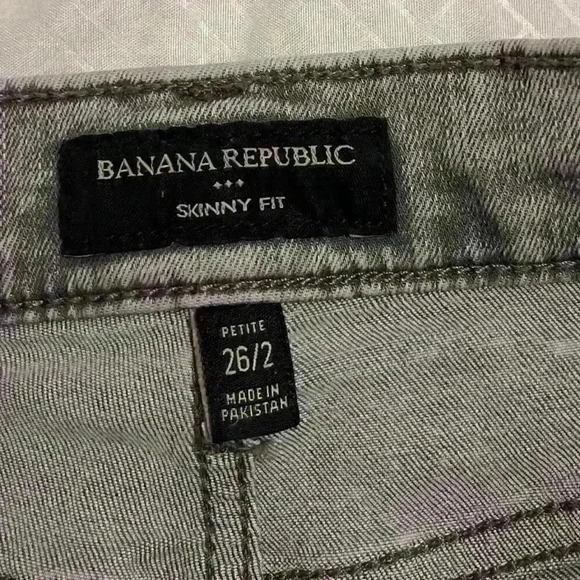 BANANA REPUBLIC
SKINNY FIT
PETITE
26/2
MADE IN
PAKISTAN